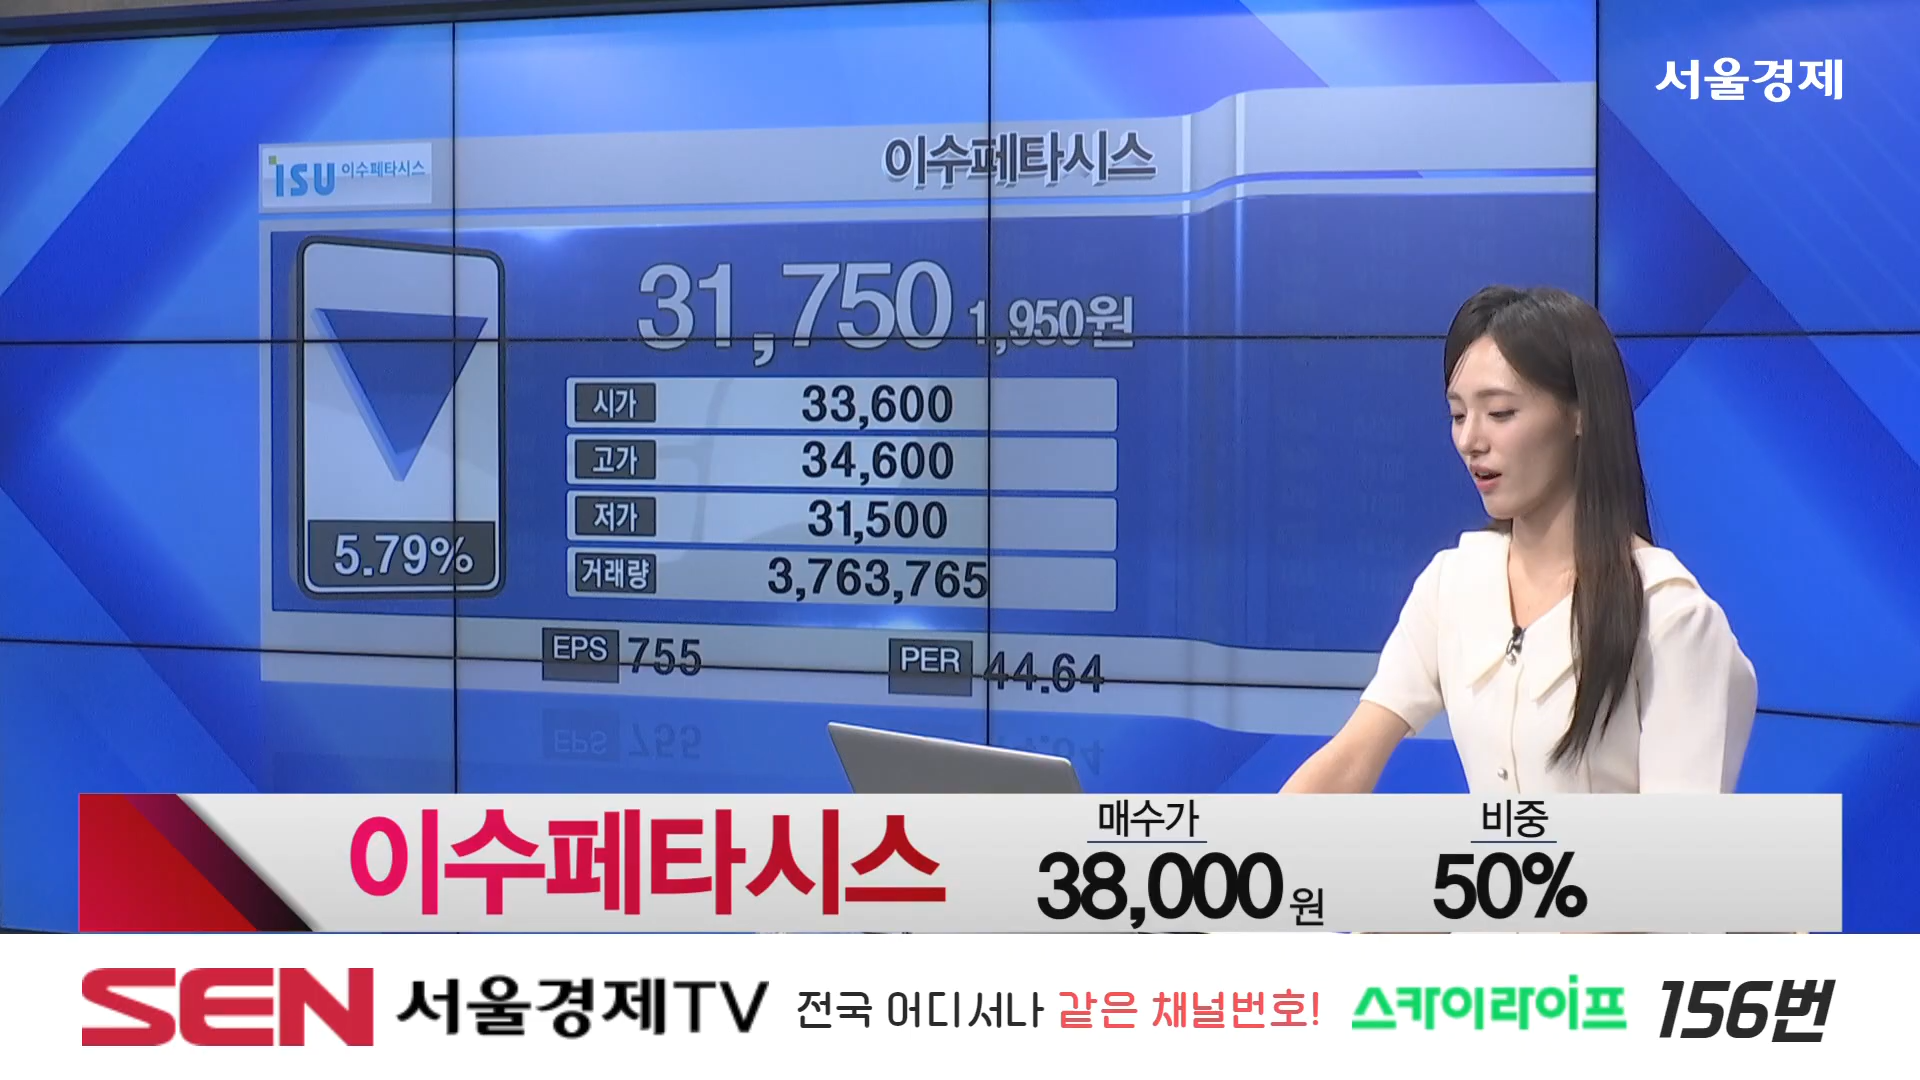 서울경제
ISU 이수페타시스
이수페타시스
31,750 1,950원
시가 33,600
고가 34,600
저가 31,500
거래량 3,763,765
5.79%
EPS 755 PER 44.64
이수페타시스
매수가
38,000원
비중
50%
SEN 서울경제TV 전국 어디서나 같은 채널번호! 스카이라이프 156번